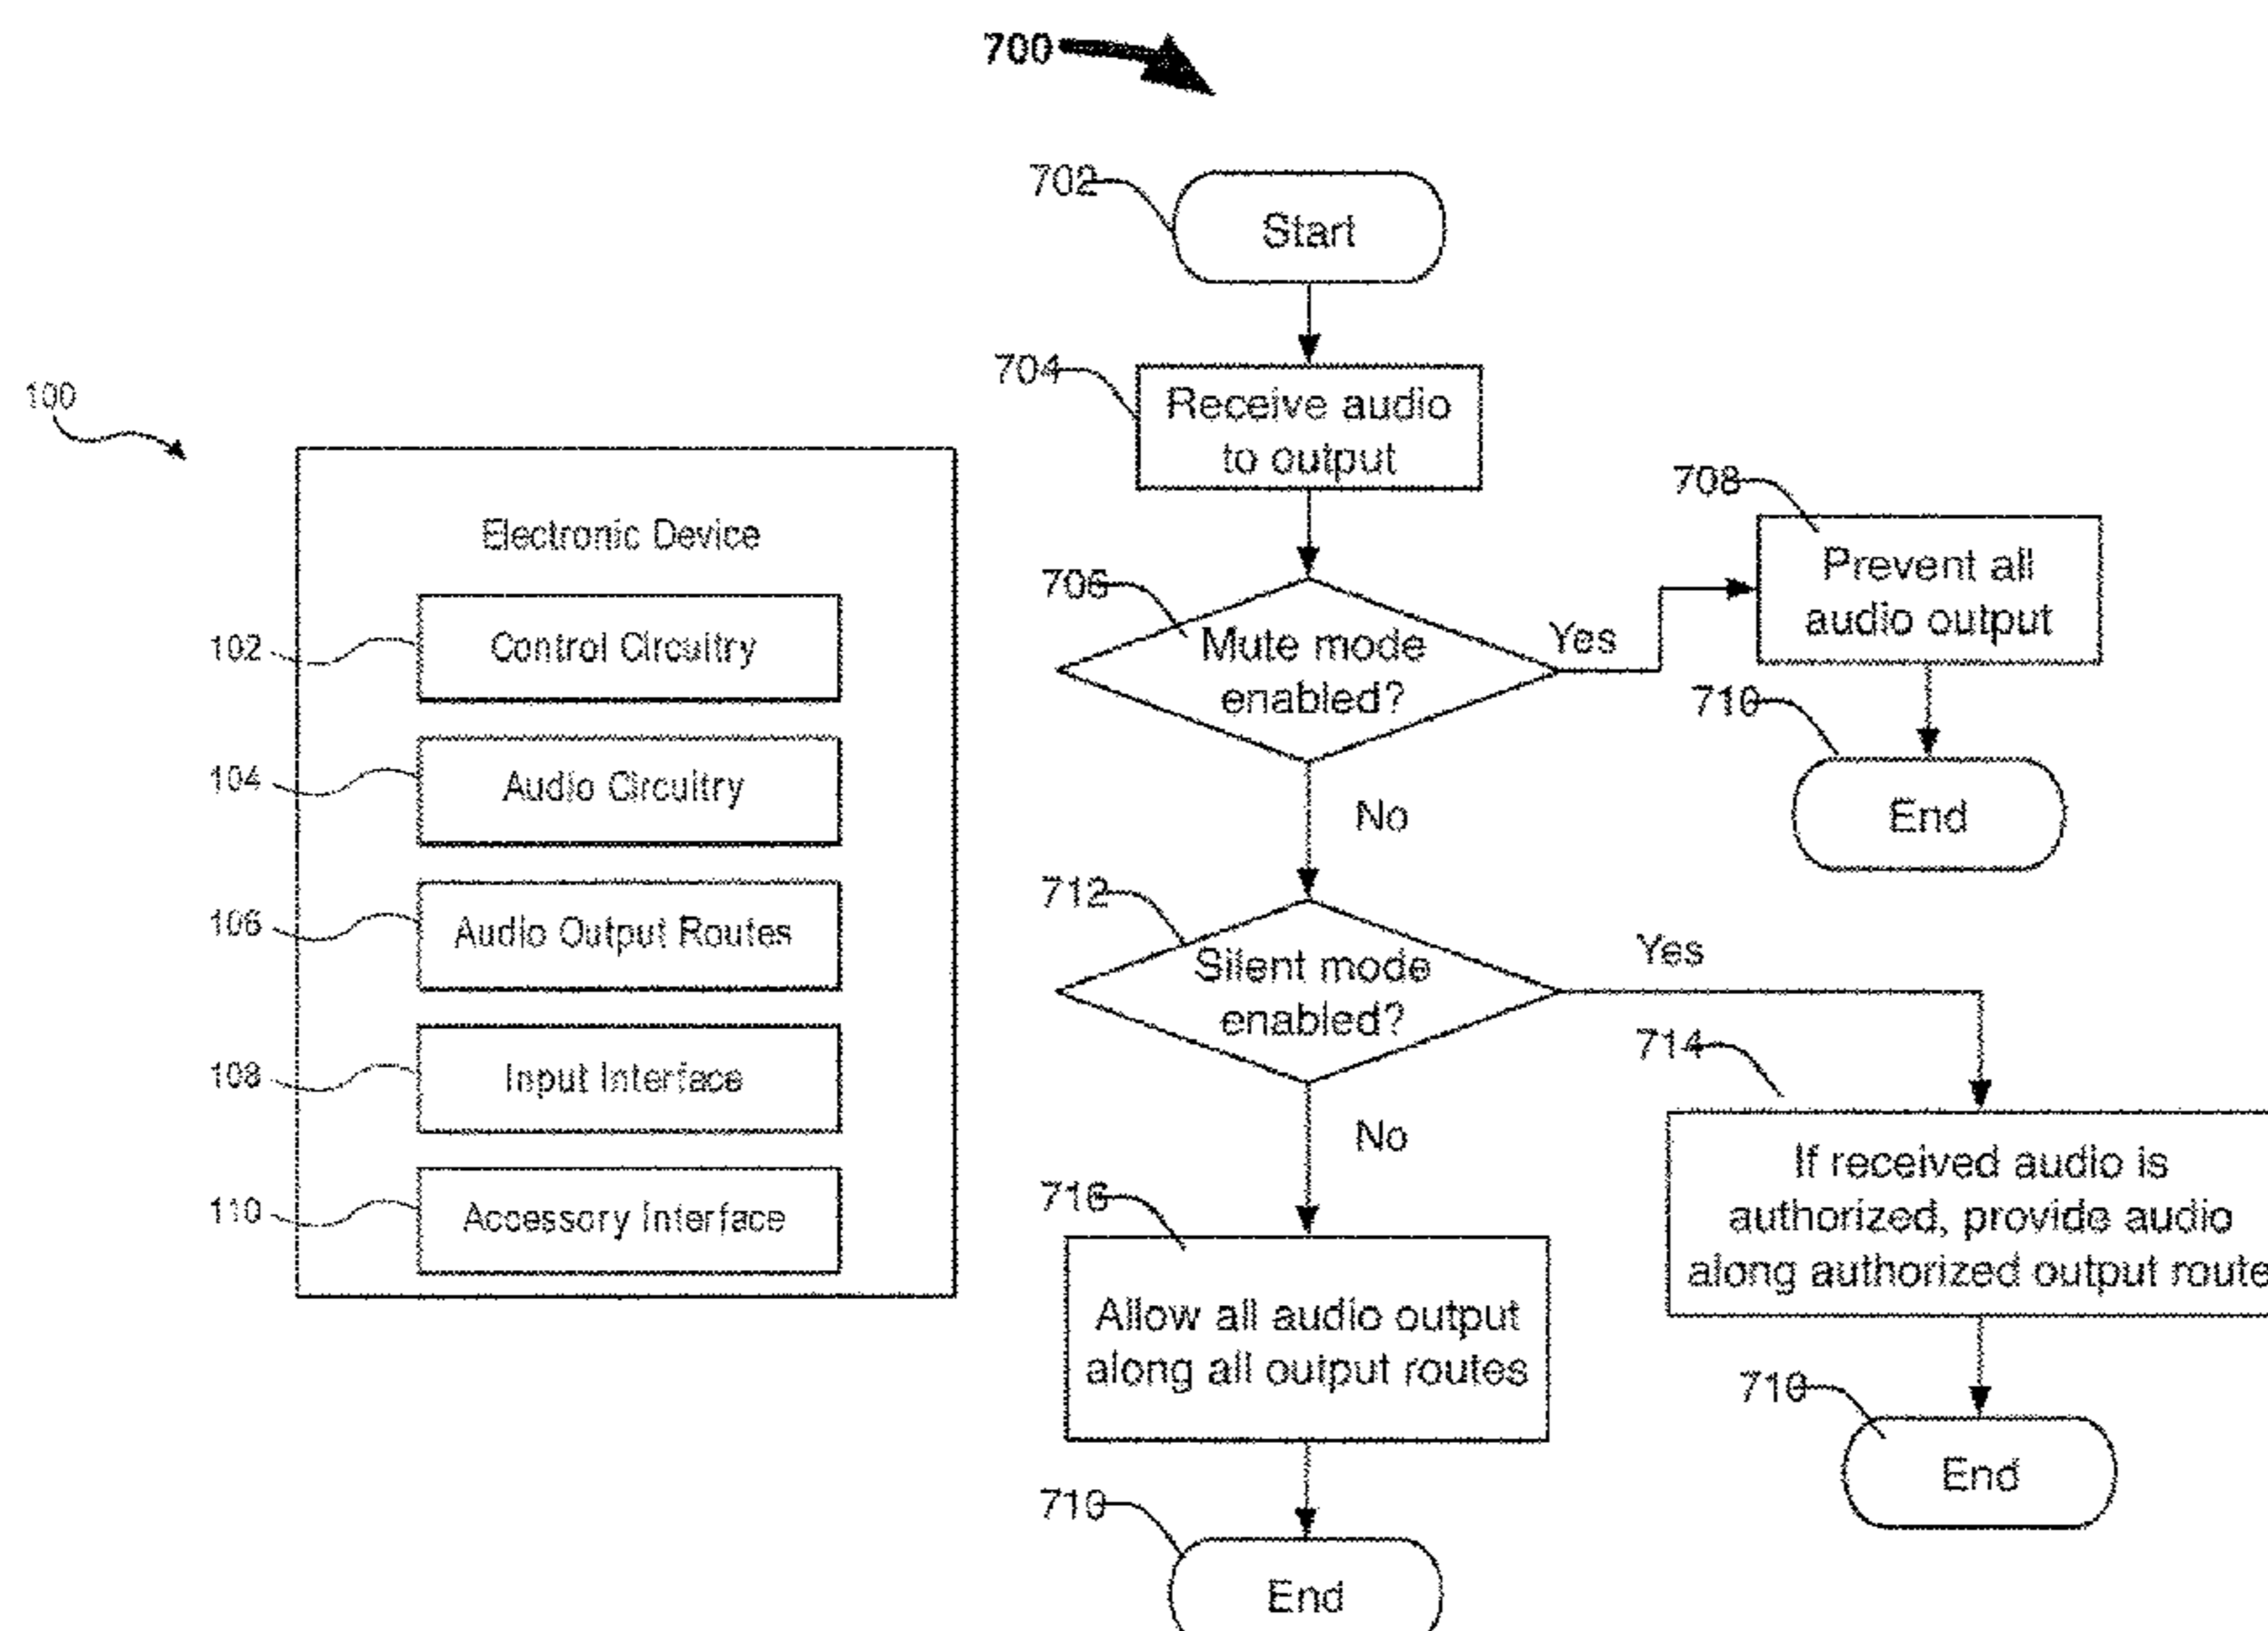 700
702
Start
704
Receive audio
to output
706
Mute mode
enabled?
Yes
708
Prevent all
audio output
710
End
No
712
Silent mode
enabled?
Yes
714
If received audio is
authorized, provide audio
along authorized output route
710
End
No
716
Allow all audio output
along all output routes
710
End
100
Electronic Device
102
Control Circuitry
104
Audio Circuitry
106
Audio Output Routes
108
Input Interface
110
Accessory Interface